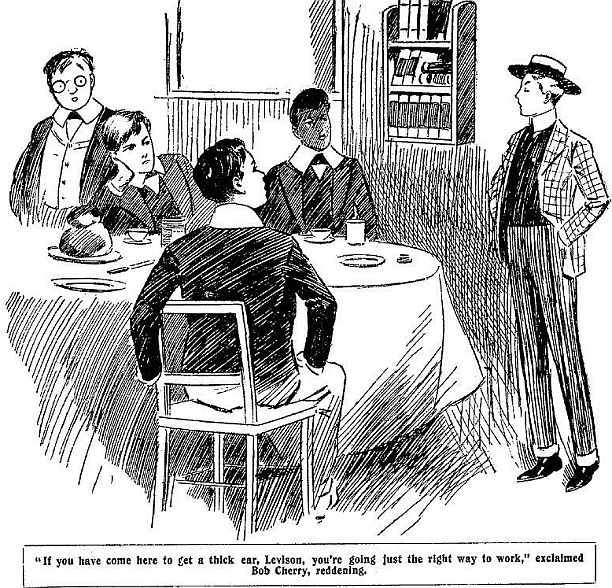 "If you have come here to get a thick ear, Levison, you're going just the right way to work," exclaimed
Bob Cherry, reddening.